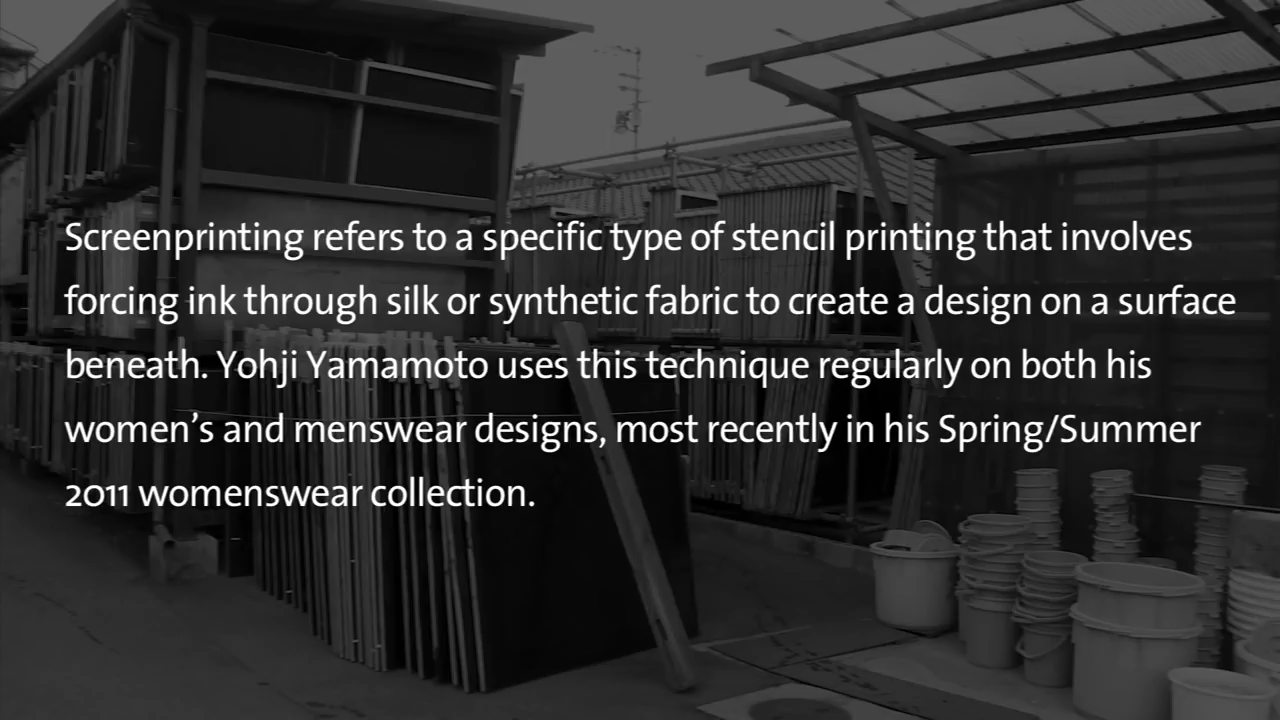 Screenprinting refers to a specific type of stencil printing that involves
forcing ink through silk or synthetic fabric to create a design on a surface
beneath. Yohji Yamamoto uses this technique regularly on both his
women’s and menswear designs, most recently in his Spring/Summer
2011 womenswear collection.